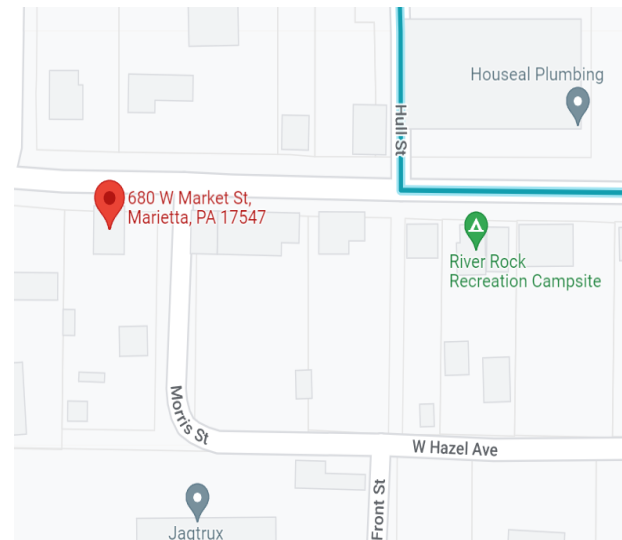 Houseal Plumbing
Hull St
680 W Market St,
Marietta, PA 17547
River Rock
Recreation Campsite
Morris St
W Hazel Ave
Front St
Jagtrux